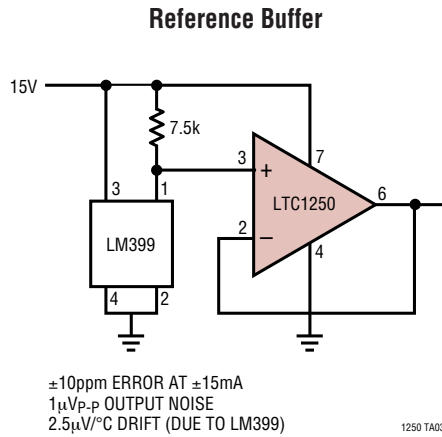 Reference Buffer
15V
7.5k
3
1
3
+
7
LTC1250
6
2
–
4
LM399
4
2
±10ppm ERROR AT ±15mA
1µVP-P OUTPUT NOISE
2.5µV/°C DRIFT (DUE TO LM399)
1250 TA03